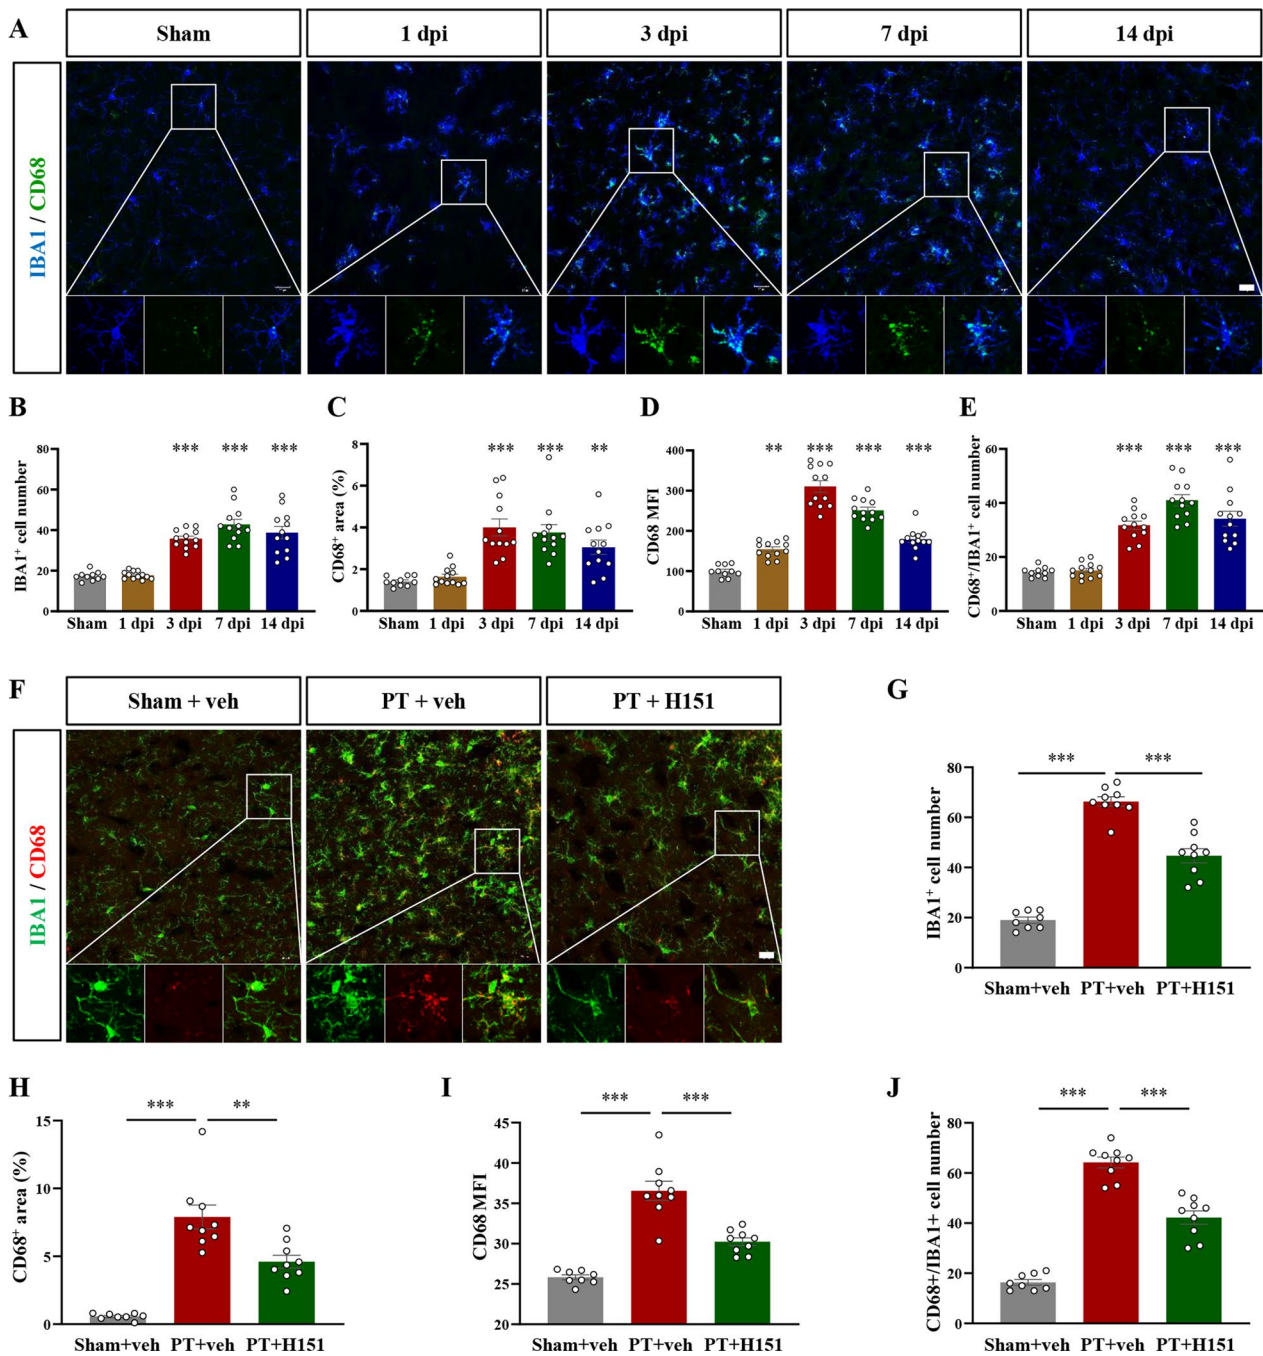 A
Sham
1 dpi
3 dpi
7 dpi
14 dpi
IBA1 / CD68
B
IBA1⁺ cell number
80
60
40
20
0
***
***
***
Sham 1 dpi 3 dpi 7 dpi 14 dpi
C
CD68⁺ area (%)
8
6
4
2
0
***
***
**
Sham 1 dpi 3 dpi 7 dpi 14 dpi
D
CD68 MFI
400
300
200
100
0
**
***
***
***
Sham 1 dpi 3 dpi 7 dpi 14 dpi
E
CD68⁺/IBA1⁺ cell number
60
40
20
0
***
***
***
Sham 1 dpi 3 dpi 7 dpi 14 dpi
F
Sham + veh
PT + veh
PT + H151
IBA1 / CD68
G
IBA1⁺ cell number
80
60
40
20
0
***
***
Sham+veh PT+veh PT+H151
H
CD68⁺ area (%)
15
10
5
0
***
**
Sham+veh PT+veh PT+H151
I
CD68 MFI
45
40
35
30
25
20
***
***
Sham+veh PT+veh PT+H151
J
CD68+/IBA1+ cell number
80
60
40
20
0
***
***
Sham+veh PT+veh PT+H151